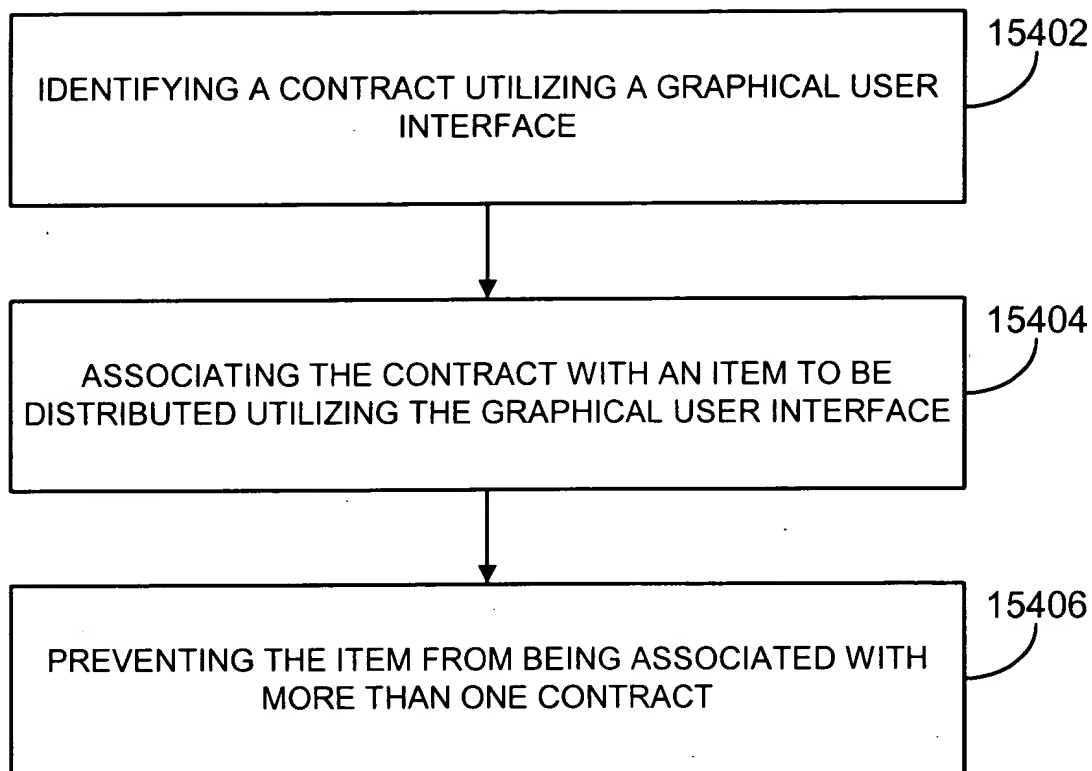 15402
IDENTIFYING A CONTRACT UTILIZING A GRAPHICAL USER
INTERFACE
15404
ASSOCIATING THE CONTRACT WITH AN ITEM TO BE
DISTRIBUTED UTILIZING THE GRAPHICAL USER INTERFACE
15406
PREVENTING THE ITEM FROM BEING ASSOCIATED WITH
MORE THAN ONE CONTRACT